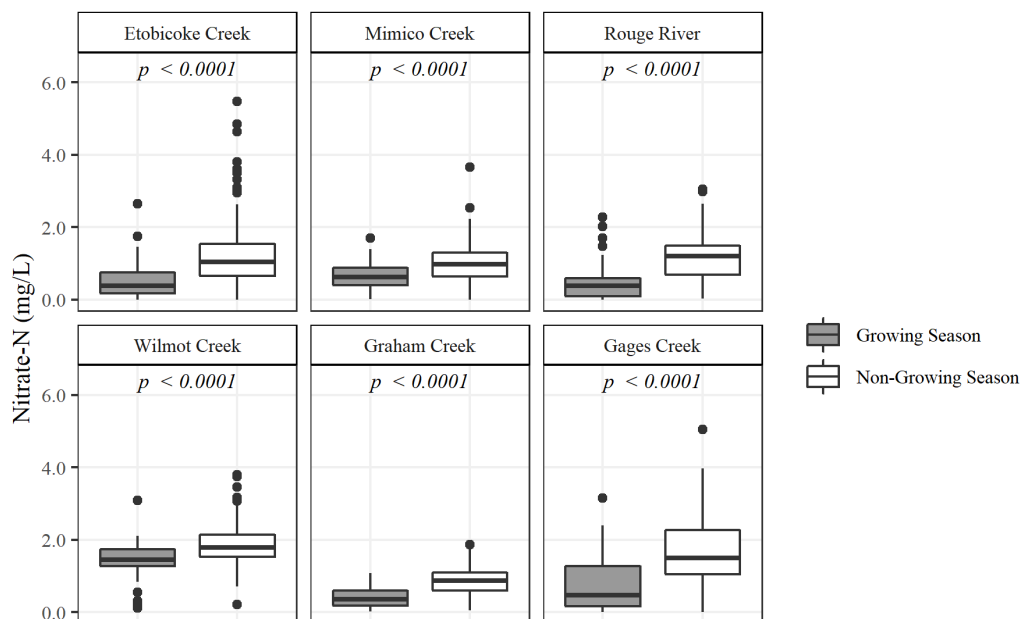 Etobicoke Creek
Mimico Creek
Rouge River
p < 0.0001
p < 0.0001
p < 0.0001
6.0
4.0
2.0
0.0
Nitrate-N (mg/L)
Wilmot Creek
Graham Creek
Gages Creek
p < 0.0001
p < 0.0001
p < 0.0001
6.0
4.0
2.0
0.0
Growing Season
Non-Growing Season